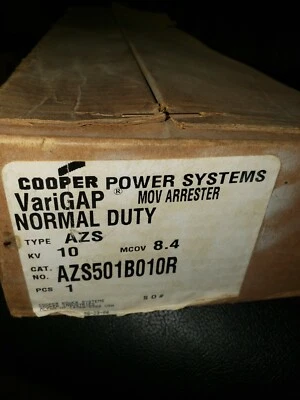 COOPER POWER SYSTEMS
VariGAP® MOV ARRESTER
NORMAL DUTY
TYPE AZS
KV 10 MCOV 8.4
CAT. NO. AZS501B010R
PCS 1
50#